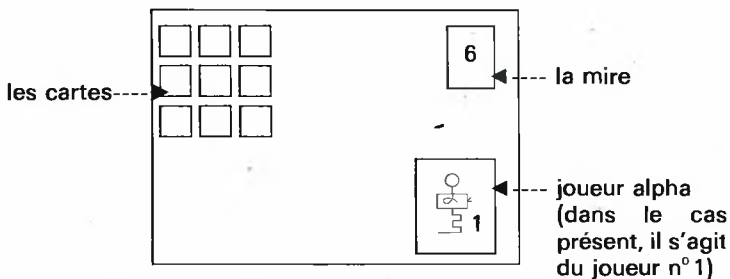 6
les cartes
la mire
1
joueur alpha
(dans le cas
présent, il s'agit
du joueur n° 1)